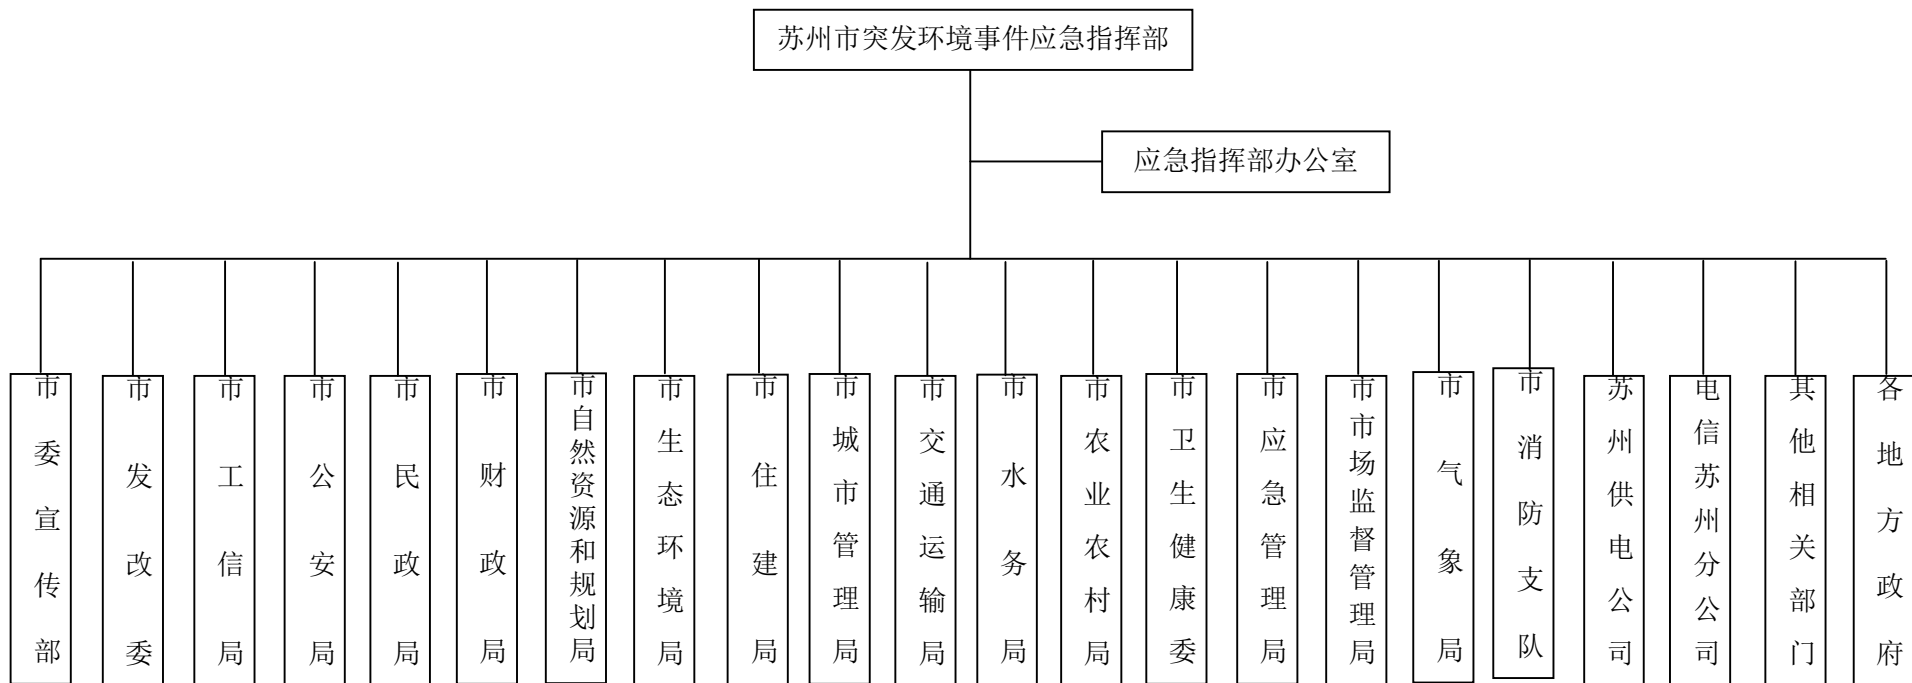 苏州市突发环境事件应急指挥部
应急指挥部办公室
市委宣传部
市发改委
市工信局
市公安局
市民政局
市财政局
市自然资源和规划局
市生态环境局
市住建局
市城市管理局
市交通运输局
市水务局
市农业农村局
市卫生健康委
市应急管理局
市市场监督管理局
市气象局
市消防支队
苏州供电公司
电信苏州分公司
其他相关部门
各地方政府